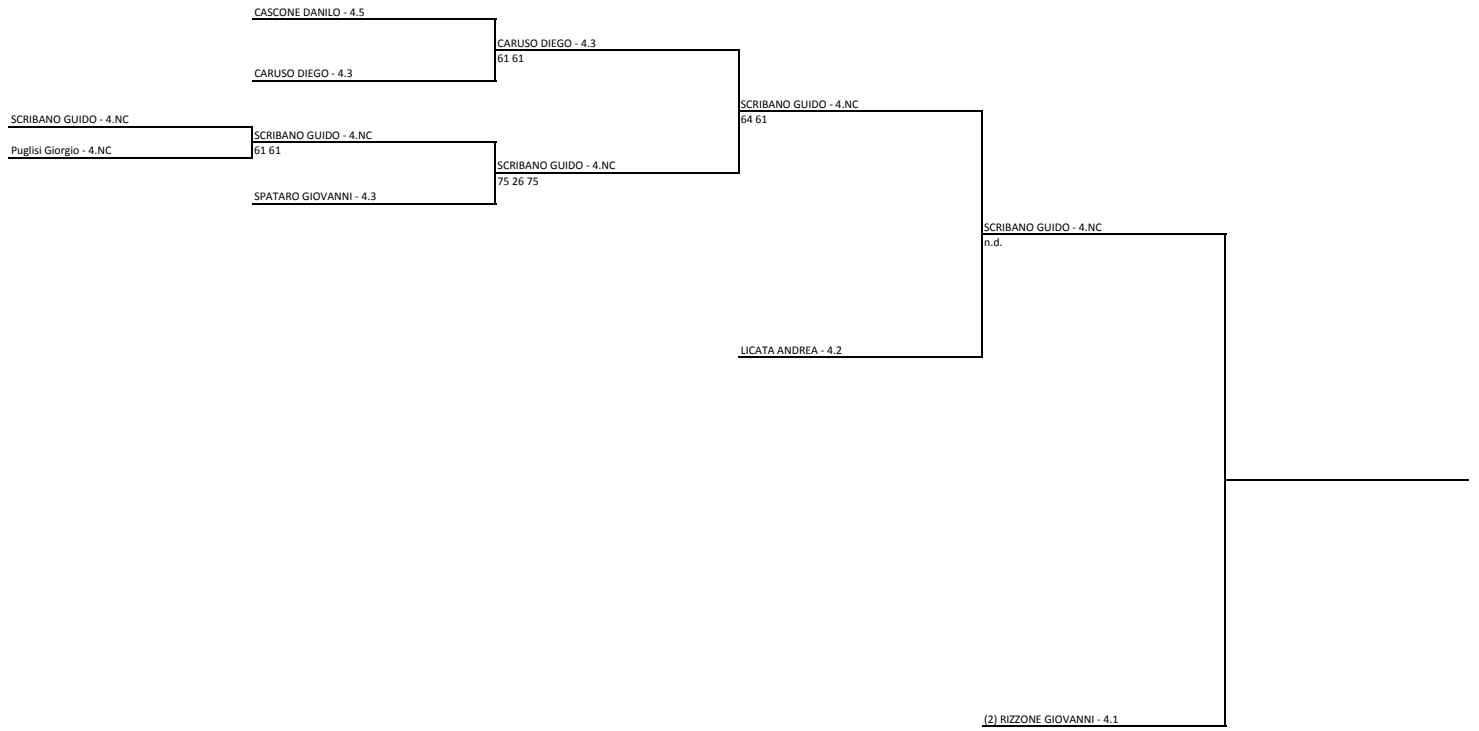 CASCONE DANILO - 4.5
CARUSO DIEGO - 4.3
61 61
CARUSO DIEGO - 4.3
SCRIBANO GUIDO - 4.NC
64 61
SCRIBANO GUIDO - 4.NC
SCRIBANO GUIDO - 4.NC
61 61
Puglisi Giorgio - 4.NC
SCRIBANO GUIDO - 4.NC
75 26 75
SPATARO GIOVANNI - 4.3
SCRIBANO GUIDO - 4.NC
n.d.
LICATA ANDREA - 4.2
(2) RIZZONE GIOVANNI - 4.1